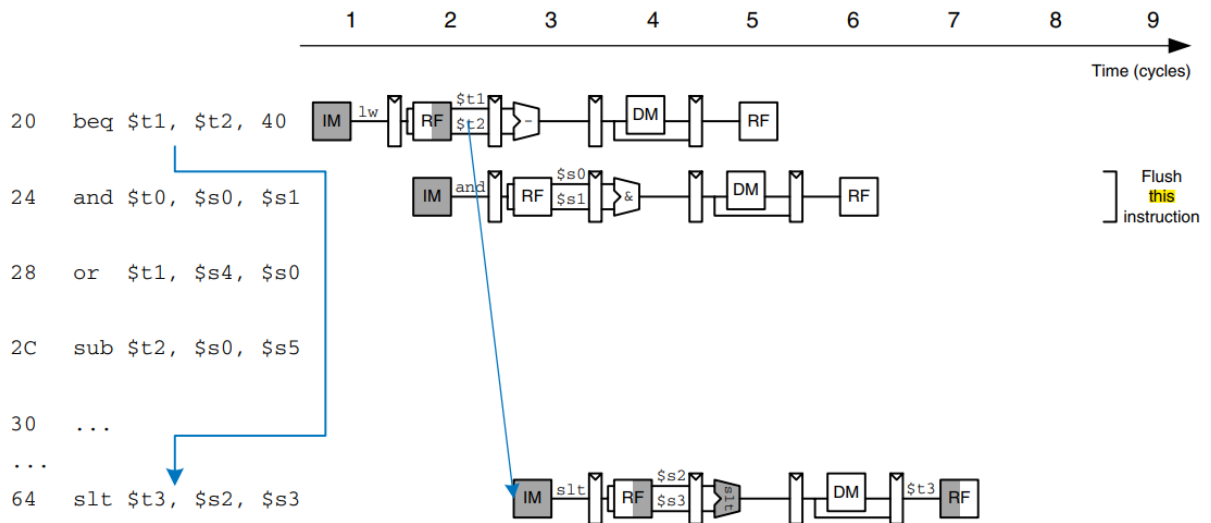 1 2 3 4 5 6 7 8 9
Time (cycles)
20 beq $t1, $t2, 40 IM lw RF $t1 $t2 - DM RF
24 and $t0, $s0, $s1 IM and RF $s0 $s1 & DM RF
Flush
this
instruction
28 or $t1, $s4, $s0
2C sub $t2, $s0, $s5
30 ...
...
64 slt $t3, $s2, $s3 IM slt RF $s2 $s3 slt DM $t3 RF